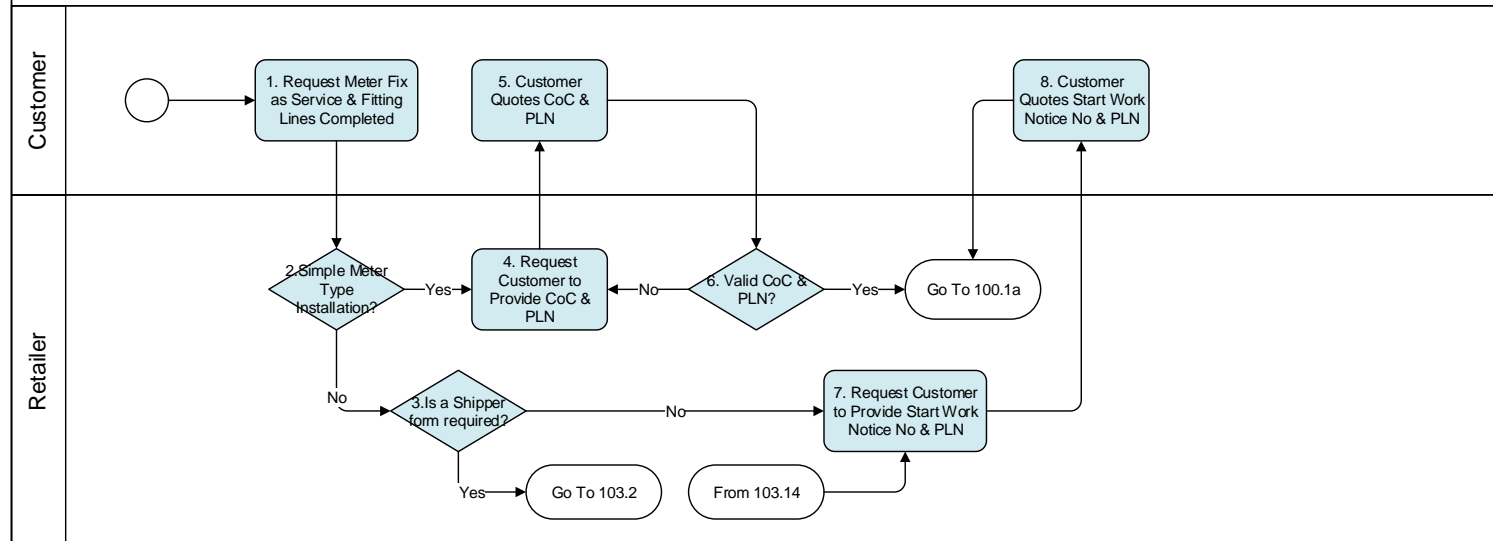 Customer
1. Request Meter Fix
as Service & Fitting
Lines Completed
5. Customer
Quotes CoC &
PLN
8. Customer
Quotes Start Work
Notice No & PLN
Retailer
2.Simple Meter
Type
Installation?
Yes
4. Request
Customer to
Provide CoC &
PLN
No
6. Valid CoC &
PLN?
Yes
Go To 100.1a
No
3.Is a Shipper
form required?
No
7. Request Customer
to Provide Start Work
Notice No & PLN
Yes
Go To 103.2
From 103.14